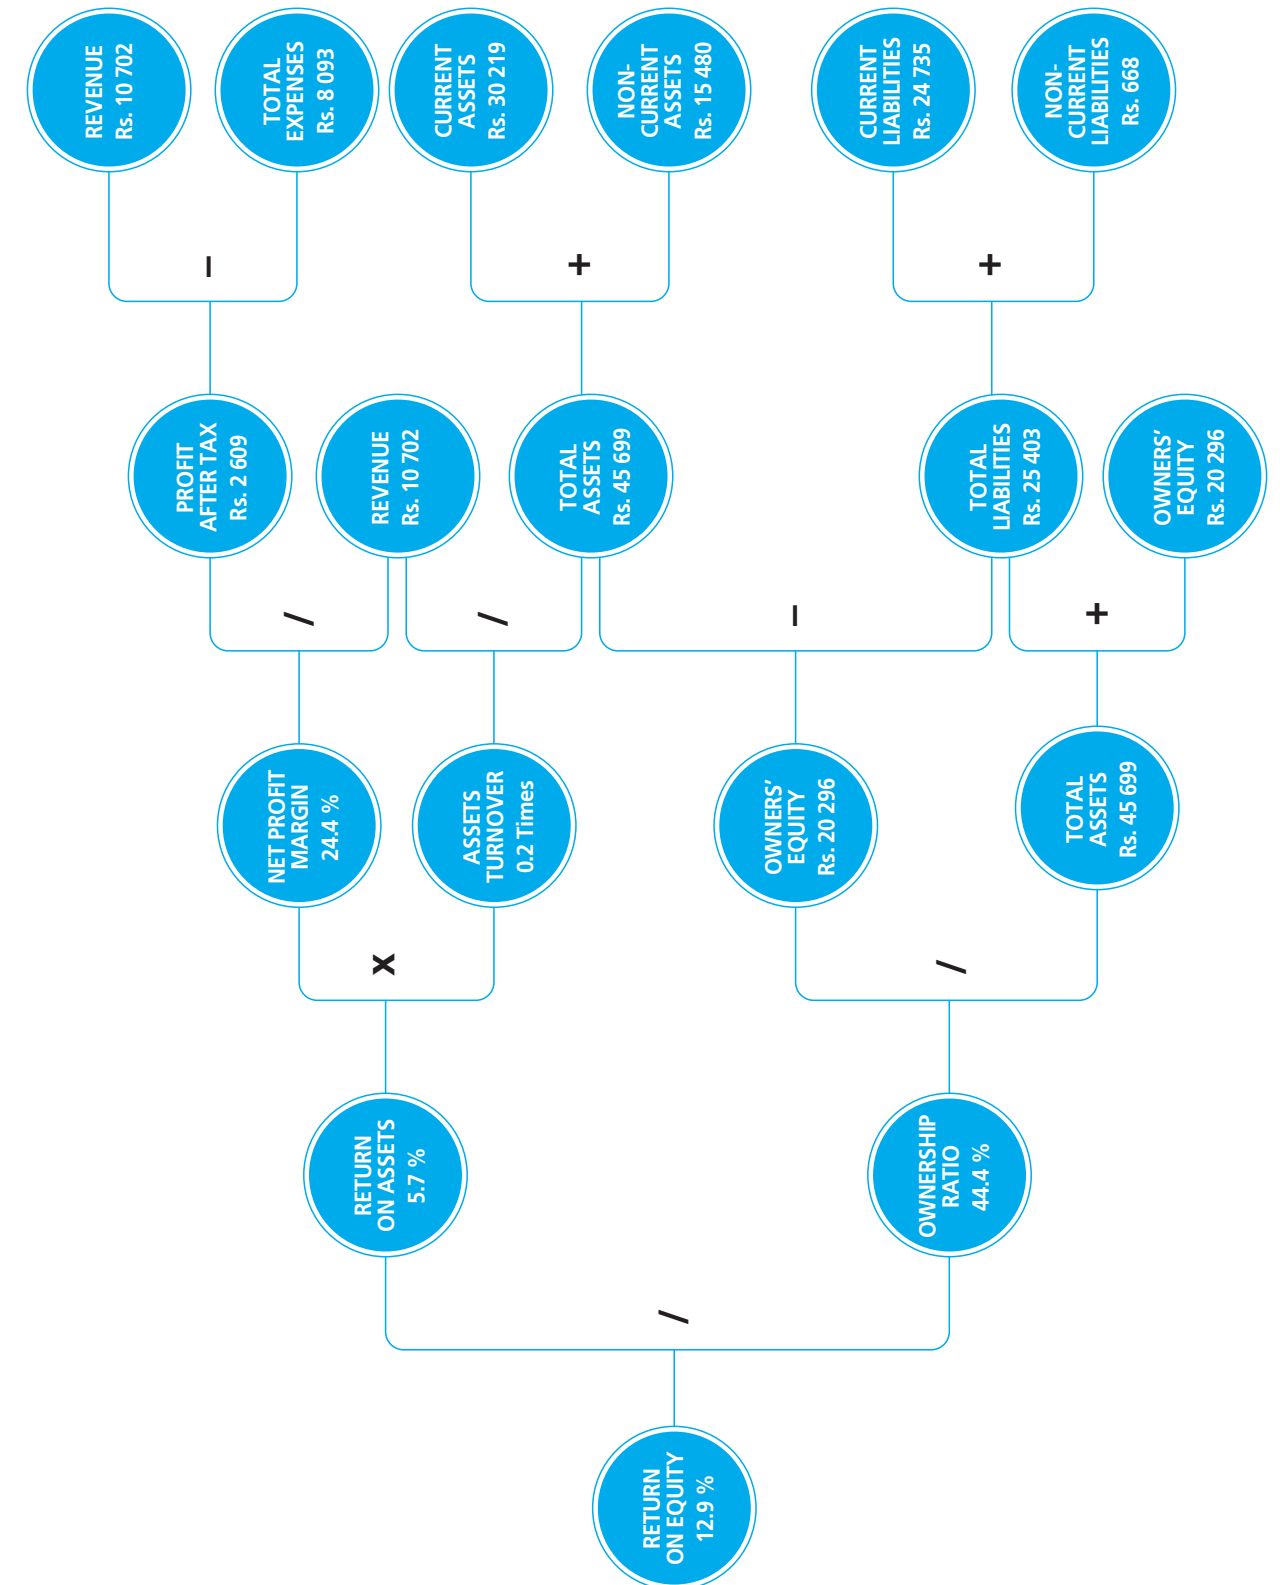 RETURN
ON EQUITY
12.9 %
/
RETURN
ON ASSETS
5.7 %
OWNERSHIP
RATIO
44.4 %
x
/
NET PROFIT
MARGIN
24.4 %
ASSETS
TURNOVER
0.2 Times
OWNERS'
EQUITY
Rs. 20 296
TOTAL
ASSETS
Rs. 45 699
/
/
–
+
PROFIT
AFTER TAX
Rs. 2 609
REVENUE
Rs. 10 702
TOTAL
ASSETS
Rs. 45 699
TOTAL
LIABILITIES
Rs. 25 403
OWNERS'
EQUITY
Rs. 20 296
–
+
+
REVENUE
Rs. 10 702
TOTAL
EXPENSES
Rs. 8 093
CURRENT
ASSETS
Rs. 30 219
NON-
CURRENT
ASSETS
Rs. 15 480
CURRENT
LIABILITIES
Rs. 24 735
NON-
CURRENT
LIABILITIES
Rs. 668